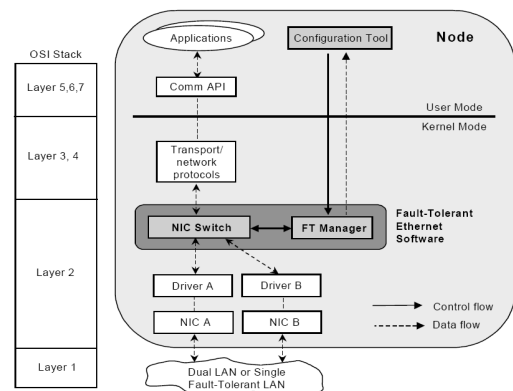 OSI Stack
Layer 5,6,7
Layer 3, 4
Layer 2
Layer 1
Node
Applications
Configuration Tool
Comm API
User Mode
Kernel Mode
Transport/
network
protocols
NIC Switch
FT Manager
Fault-Tolerant
Ethernet
Software
Driver A
Driver B
NIC A
NIC B
Control flow
Data flow
Dual LAN or Single
Fault-Tolerant LAN